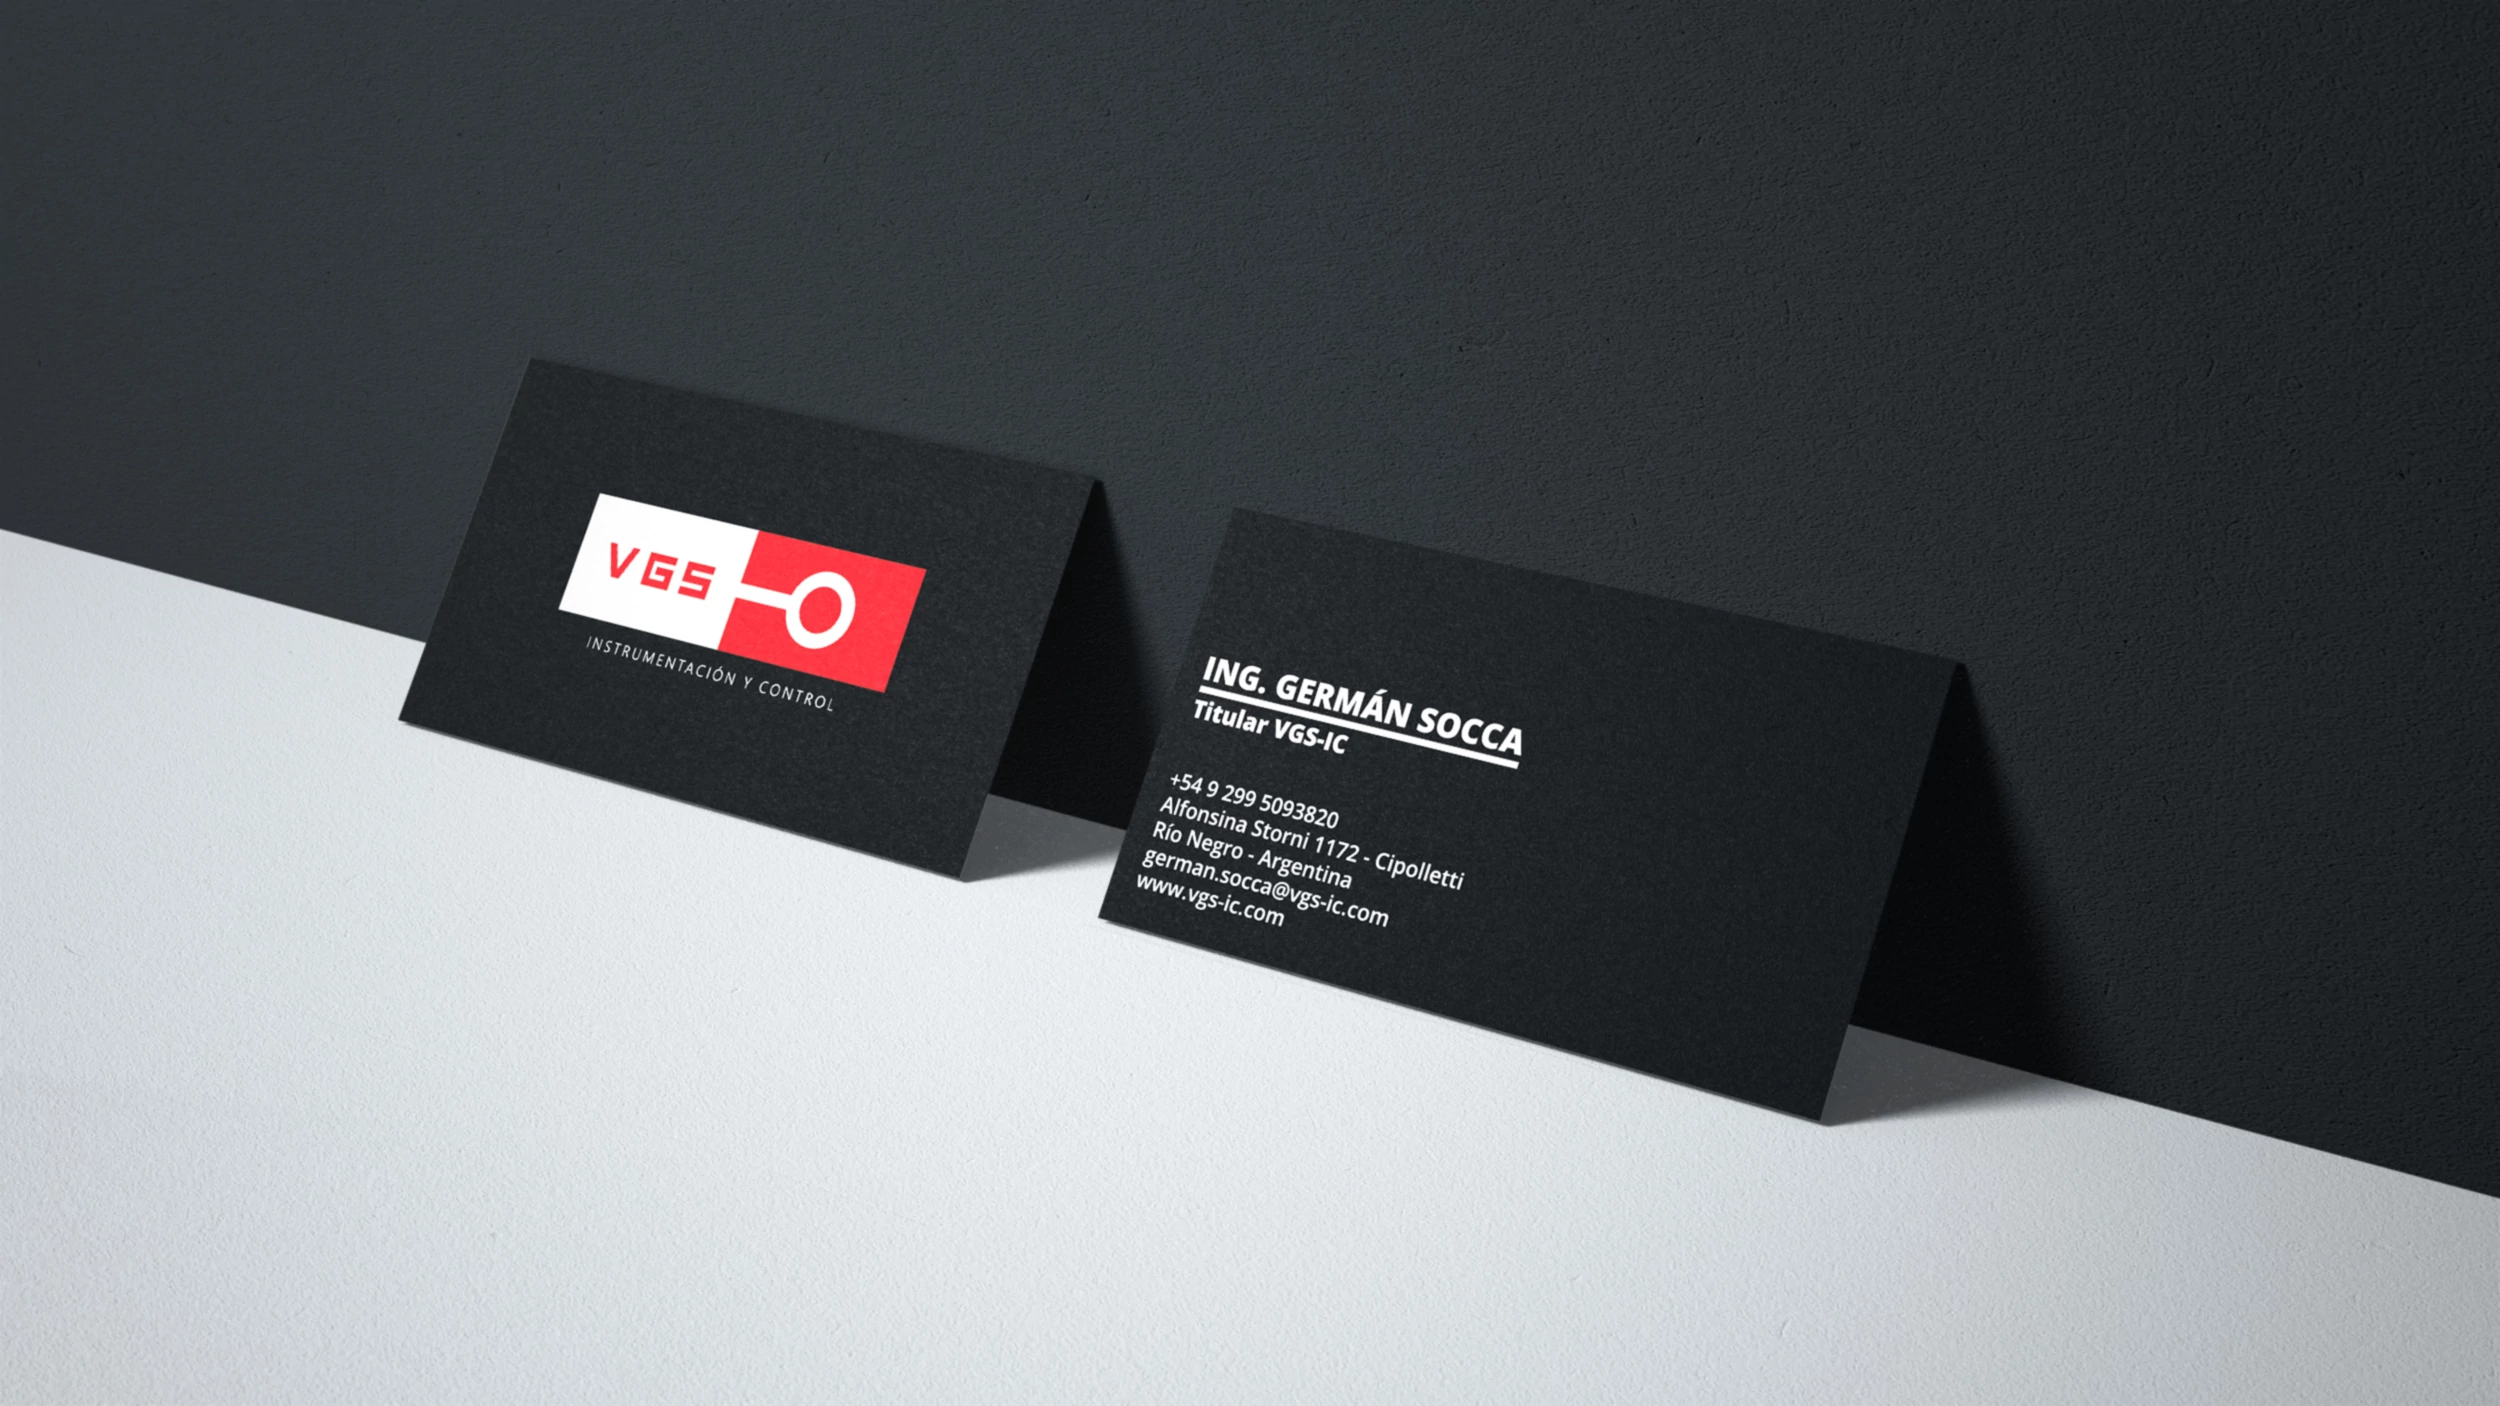 VGS
INSTRUMENTACIÓN Y CONTROL
ING. GERMÁN SOCCA
Titular VGS-IC
+54 9 299 5093820
Alfonsina Storni 1172 - Cipolletti
Río Negro - Argentina
german.socca@vgs-ic.com
www.vgs-ic.com